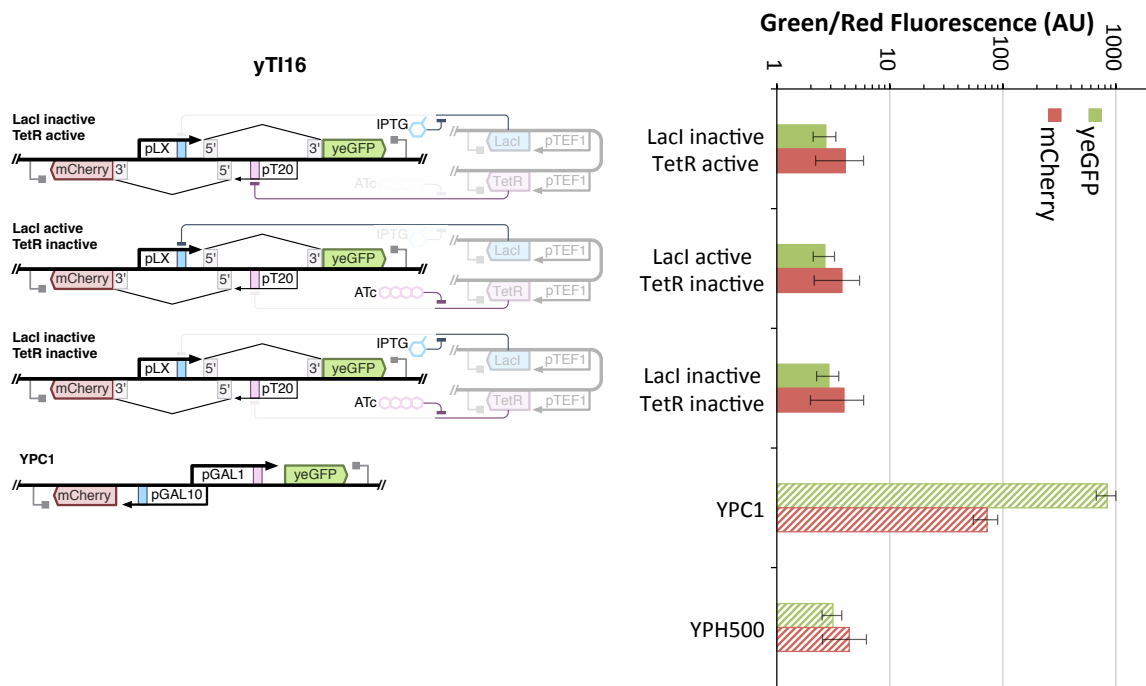 yTI16
LacI inactive
TetR active
pLX
5'
3'
yeGFP
IPTG
LacI
pTEF1
mCherry
3'
5'
pT20
ATc
TetR
pTEF1
LacI active
TetR inactive
pLX
5'
3'
yeGFP
IPTG
LacI
pTEF1
mCherry
3'
5'
pT20
ATc
TetR
pTEF1
LacI inactive
TetR inactive
pLX
5'
3'
yeGFP
IPTG
LacI
pTEF1
mCherry
3'
5'
pT20
ATc
TetR
pTEF1
YPC1
pGAL1
yeGFP
mCherry
pGAL10
Green/Red Fluorescence (AU)
1
10
100
1000
yeGFP
mCherry
LacI inactive
TetR active
LacI active
TetR inactive
LacI inactive
TetR inactive
YPC1
YPH500